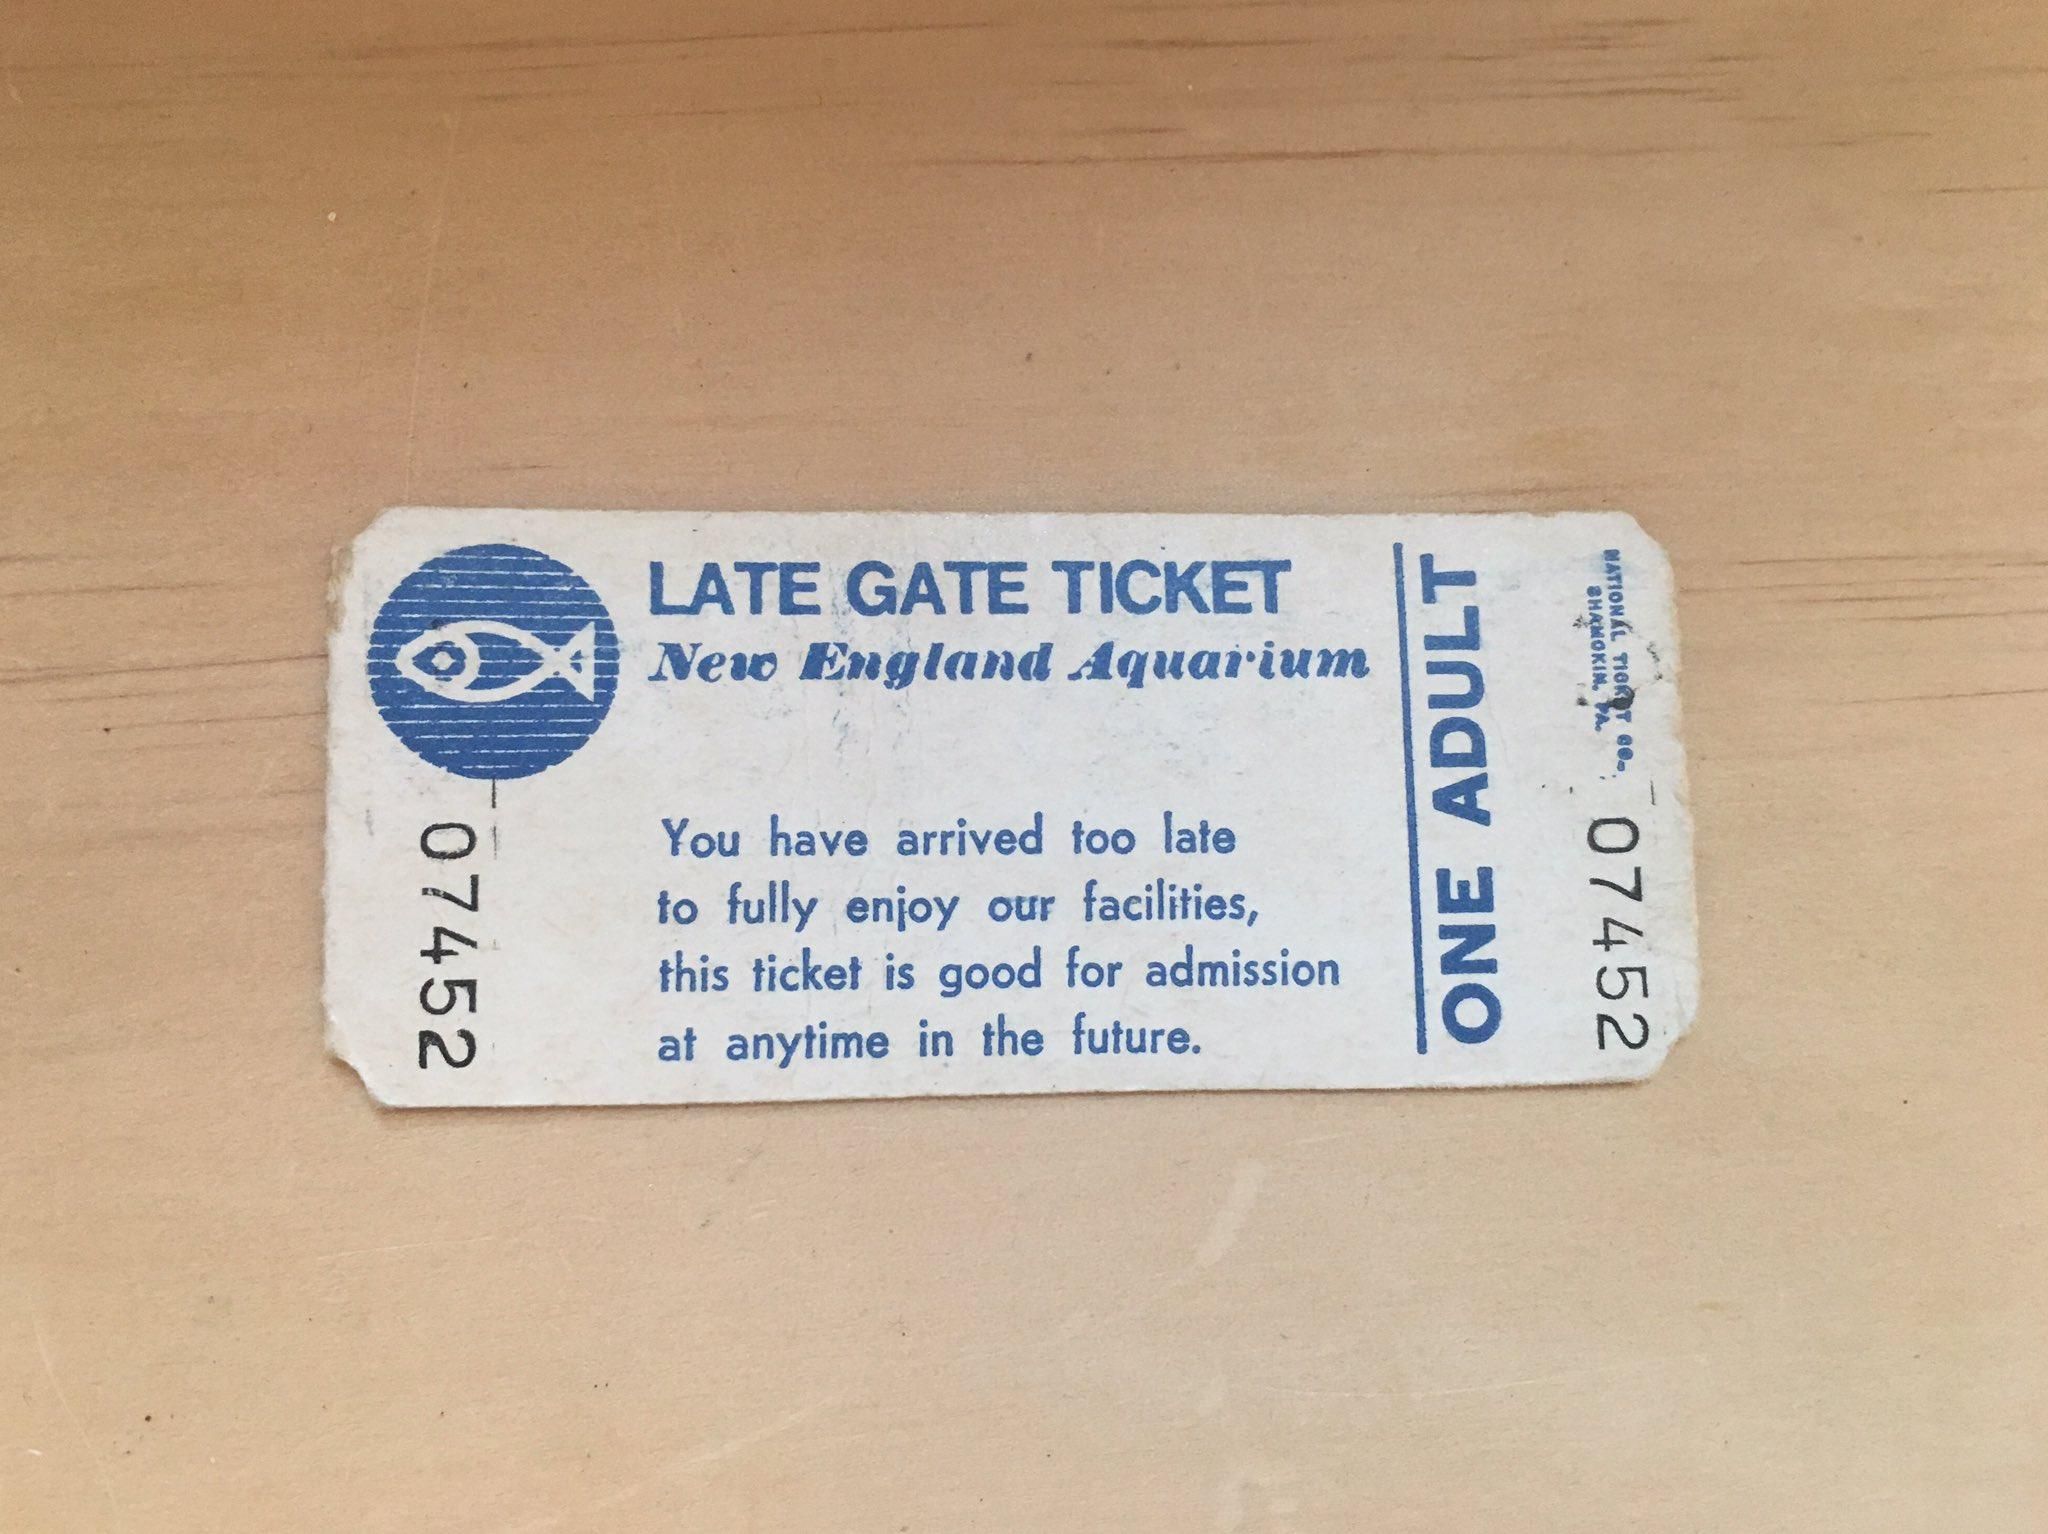 LATE GATE TICKET
New England Aquarium
You have arrived too late
to fully enjoy our facilities,
this ticket is good for admission
at anytime in the future.
ONE ADULT
NATIONAL TICKET CO.
SHAMOKIN, PA.
07452
07452